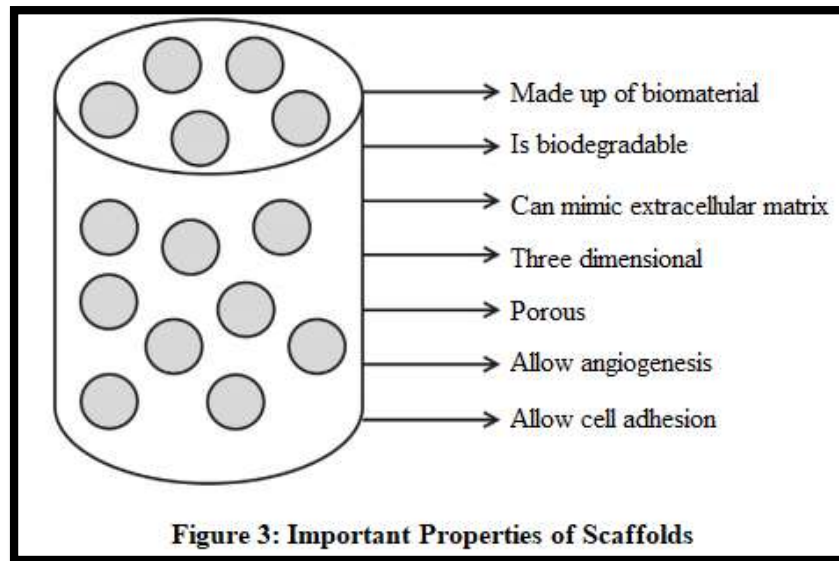 Made up of biomaterial
Is biodegradable
Can mimic extracellular matrix
Three dimensional
Porous
Allow angiogenesis
Allow cell adhesion
Figure 3: Important Properties of Scaffolds